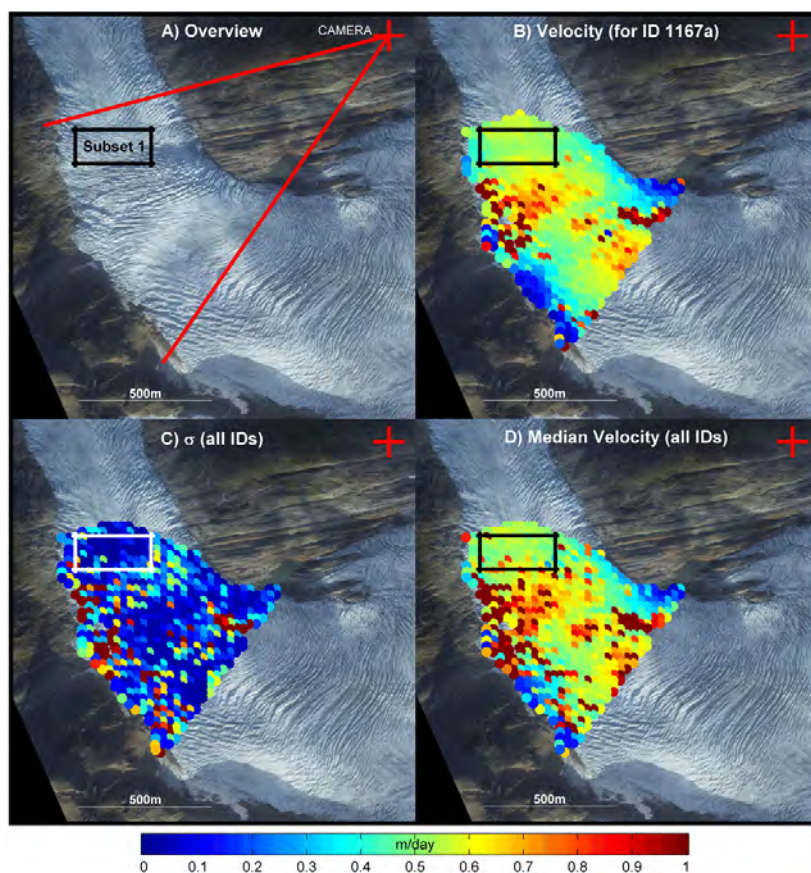 A) Overview
CAMERA
Subset 1
500m
B) Velocity (for ID 1167a)
500m
C) σ (all IDs)
500m
D) Median Velocity (all IDs)
500m
m/day
0 0.1 0.2 0.3 0.4 0.5 0.6 0.7 0.8 0.9 1